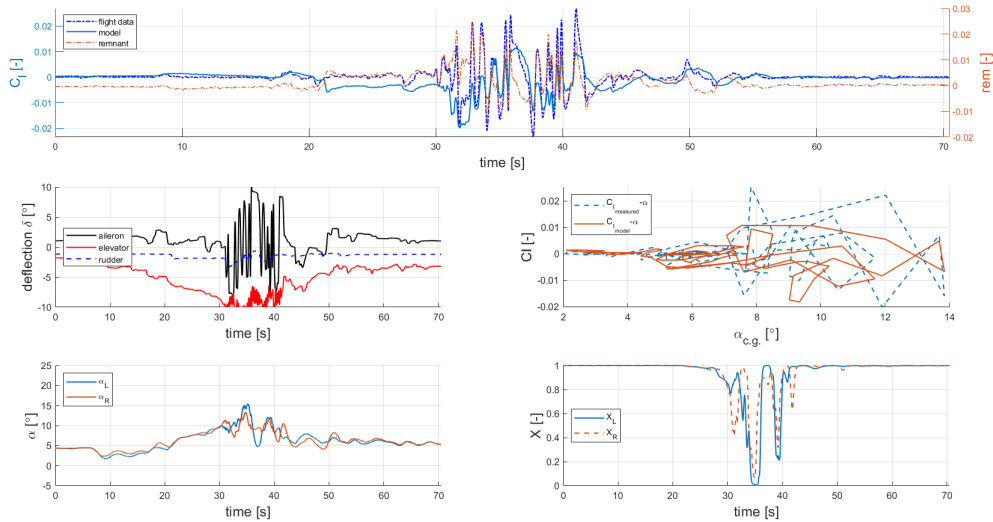 flight data
model
remnant
C_l [-]
0.02
0.01
0
-0.01
-0.02
rem [-]
0.03
0.02
0.01
0
-0.01
-0.02
0 10 20 30 40 50 60 70
time [s]
aileron
elevator
rudder
deflection δ [°]
10
5
0
-5
-10
0 10 20 30 40 50 60 70
time [s]
C_l_measured -α
C_l_model -α
Cl [-]
0.02
0.01
0
-0.01
-0.02
2 4 6 8 10 12 14
α_c.g. [°]
α_L
α_R
α [°]
25
20
15
10
5
0
-5
0 10 20 30 40 50 60 70
time [s]
X_L
X_R
X [-]
1
0.8
0.6
0.4
0.2
0
0 10 20 30 40 50 60 70
time [s]